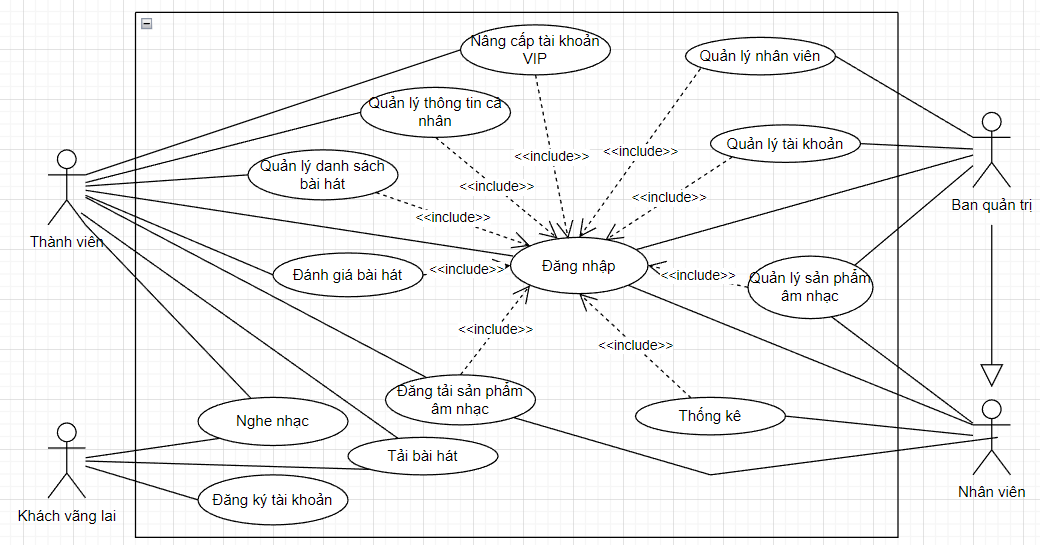 Nâng cấp tài khoản
VIP
Quản lý nhân viên
Quản lý thông tin cá
nhân
Quản lý tài khoản
<<include>>
<<include>>
Quản lý danh sách
bài hát
<<include>>
<<include>>
Ban quản trị
<<include>>
Thành viên
Đăng nhập
Đánh giá bài hát
<<include>>
<<include>>
Quản lý sản phẩm
âm nhạc
<<include>>
<<include>>
Đăng tải sản phẩm
âm nhạc
Nghe nhạc
Thống kê
Tải bài hát
Nhân viên
Đăng ký tài khoản
Khách vãng lai